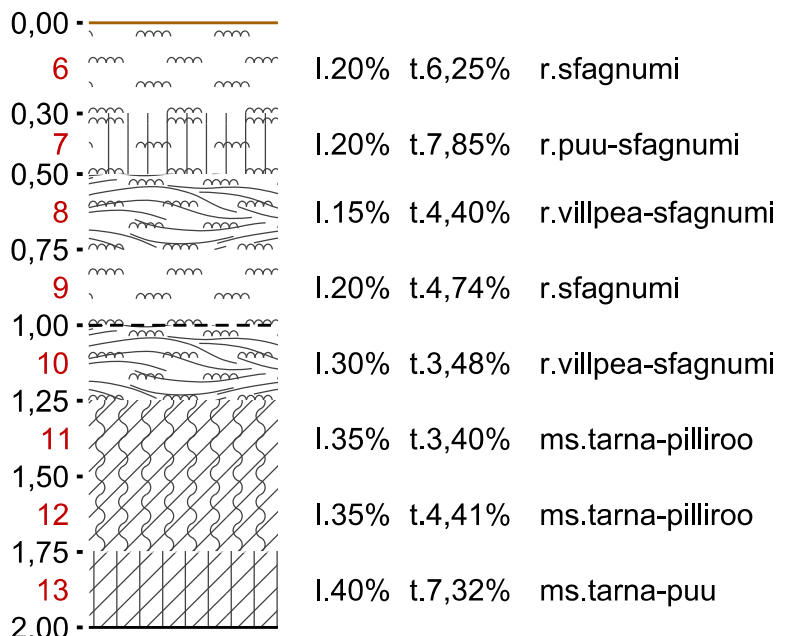 0,00
6 l.20% t.6,25% r.sfagnumi
0,30
7 l.20% t.7,85% r.puu-sfagnumi
0,50
8 l.15% t.4,40% r.villpea-sfagnumi
0,75
9 l.20% t.4,74% r.sfagnumi
1,00
10 l.30% t.3,48% r.villpea-sfagnumi
1,25
11 l.35% t.3,40% ms.tarna-pilliroo
1,50
12 l.35% t.4,41% ms.tarna-pilliroo
1,75
13 l.40% t.7,32% ms.tarna-puu
2,00